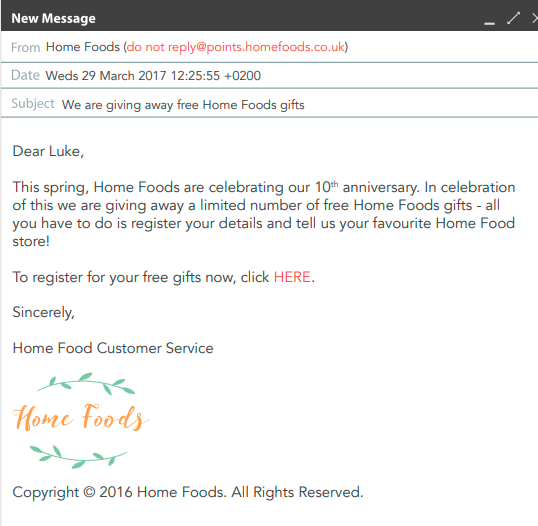 New Message
From Home Foods (do not reply@points.homefoods.co.uk)
Date Weds 29 March 2017 12:25:55 +0200
Subject We are giving away free Home Foods gifts
Dear Luke,
This spring, Home Foods are celebrating our 10th anniversary. In celebration
of this we are giving away a limited number of free Home Foods gifts - all
you have to do is register your details and tell us your favourite Home Food
store!
To register for your free gifts now, click HERE.
Sincerely,
Home Food Customer Service
Home Foods
Copyright © 2016 Home Foods. All Rights Reserved.